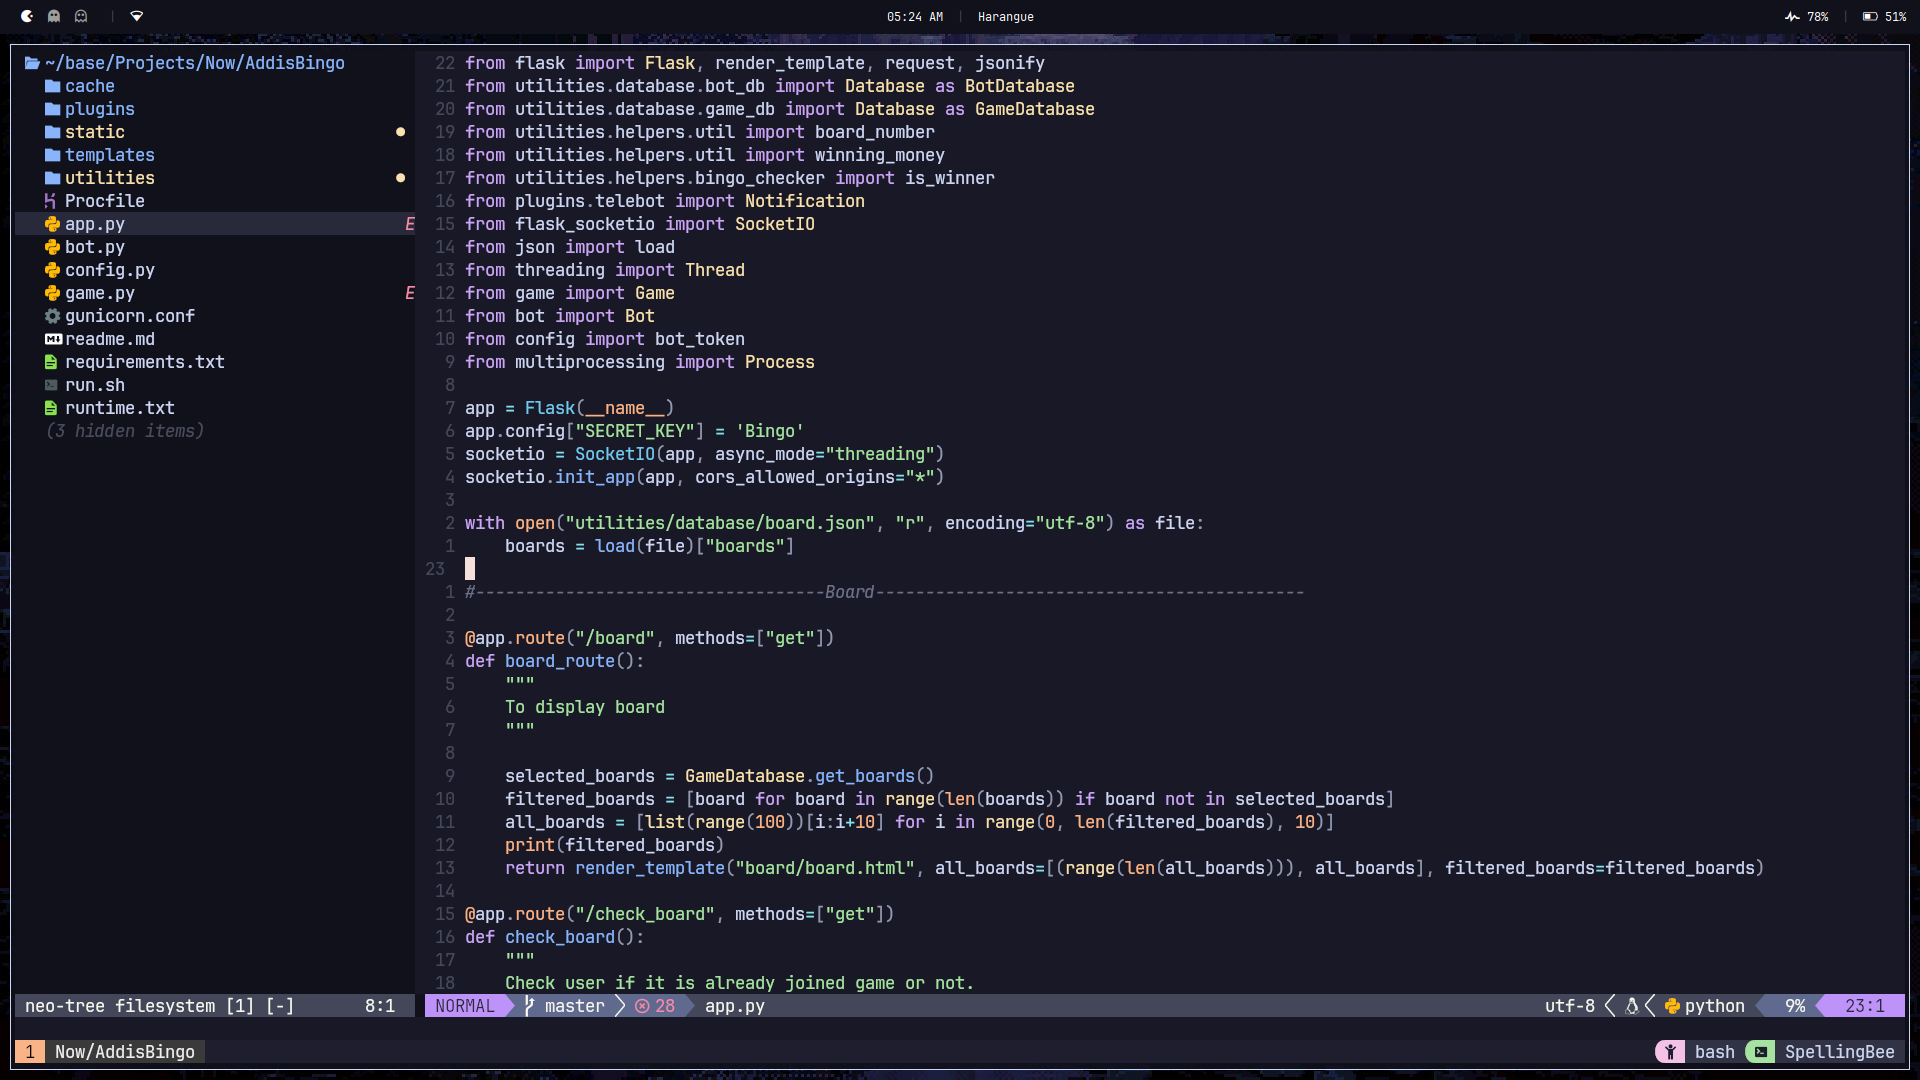 05:24 AM | Harangue
78% | 51%
~/base/Projects/Now/AddisBingo
cache
plugins
static
templates
utilities
Procfile
app.py E
bot.py
config.py
game.py E
gunicorn.conf
readme.md
requirements.txt
run.sh
runtime.txt
(3 hidden items)
22 from flask import Flask, render_template, request, jsonify
21 from utilities.database.bot_db import Database as BotDatabase
20 from utilities.database.game_db import Database as GameDatabase
19 from utilities.helpers.util import board_number
18 from utilities.helpers.util import winning_money
17 from utilities.helpers.bingo_checker import is_winner
16 from plugins.telebot import Notification
15 from flask_socketio import SocketIO
14 from json import load
13 from threading import Thread
12 from game import Game
11 from bot import Bot
10 from config import bot_token
9 from multiprocessing import Process
8
7 app = Flask(__name__)
6 app.config["SECRET_KEY"] = 'Bingo'
5 socketio = SocketIO(app, async_mode="threading")
4 socketio.init_app(app, cors_allowed_origins="*")
3
2 with open("utilities/database/board.json", "r", encoding="utf-8") as file:
1     boards = load(file)["boards"]
23
1 #-----------------------------------Board-------------------------------------------
2
3 @app.route("/board", methods=["get"])
4 def board_route():
5     """
6     To display board
7     """
8
9     selected_boards = GameDatabase.get_boards()
10     filtered_boards = [board for board in range(len(boards)) if board not in selected_boards]
11     all_boards = [list(range(100))[i:i+10] for i in range(0, len(filtered_boards), 10)]
12     print(filtered_boards)
13     return render_template("board/board.html", all_boards=[(range(len(all_boards))), all_boards], filtered_boards=filtered_boards)
14
15 @app.route("/check_board", methods=["get"])
16 def check_board():
17     """
18     Check user if it is already joined game or not.
neo-tree filesystem [1] [-] 8:1
NORMAL master 28 app.py utf-8 python 9% 23:1
1 Now/AddisBingo bash SpellingBee